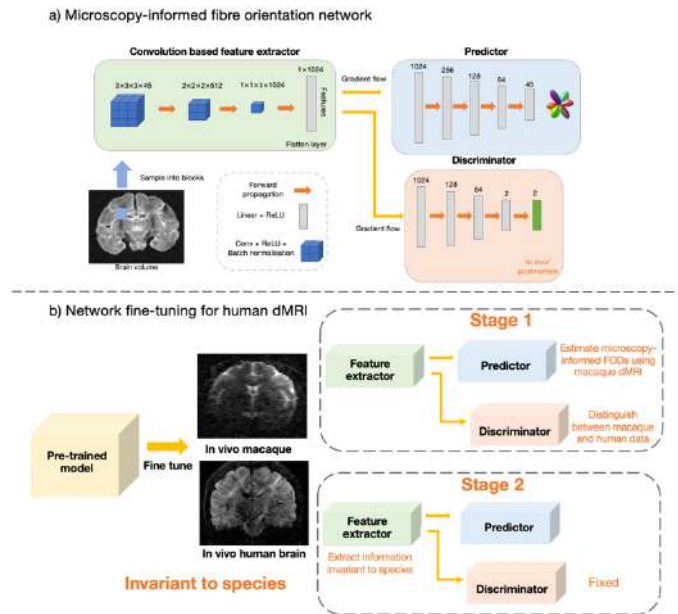 a) Microscopy-informed fibre orientation network
Convolution based feature extractor
Predictor
1×1024
3×3×3×45
2×2×2×512
1×1×1×1024
Features
Flatten layer
Gradient flow
1024
256
128
64
45
Discriminator
1024
128
64
2
2
Gradient flow
In vivo/
postmortem
Sample into blocks
Brain volume
Forward
propagation
Linear + ReLU
Conv + ReLU +
Batch normalisation
b) Network fine-tuning for human dMRI
Pre-trained
model
Fine tune
In vivo macaque
In vivo human brain
Invariant to species
Stage 1
Feature
extractor
Predictor
Estimate microscopy-
informed FODs using
macaque dMRI
Discriminator
Distinguish
between macaque
and human data
Stage 2
Feature
extractor
Predictor
Extract information
invariant to species
Discriminator
Fixed